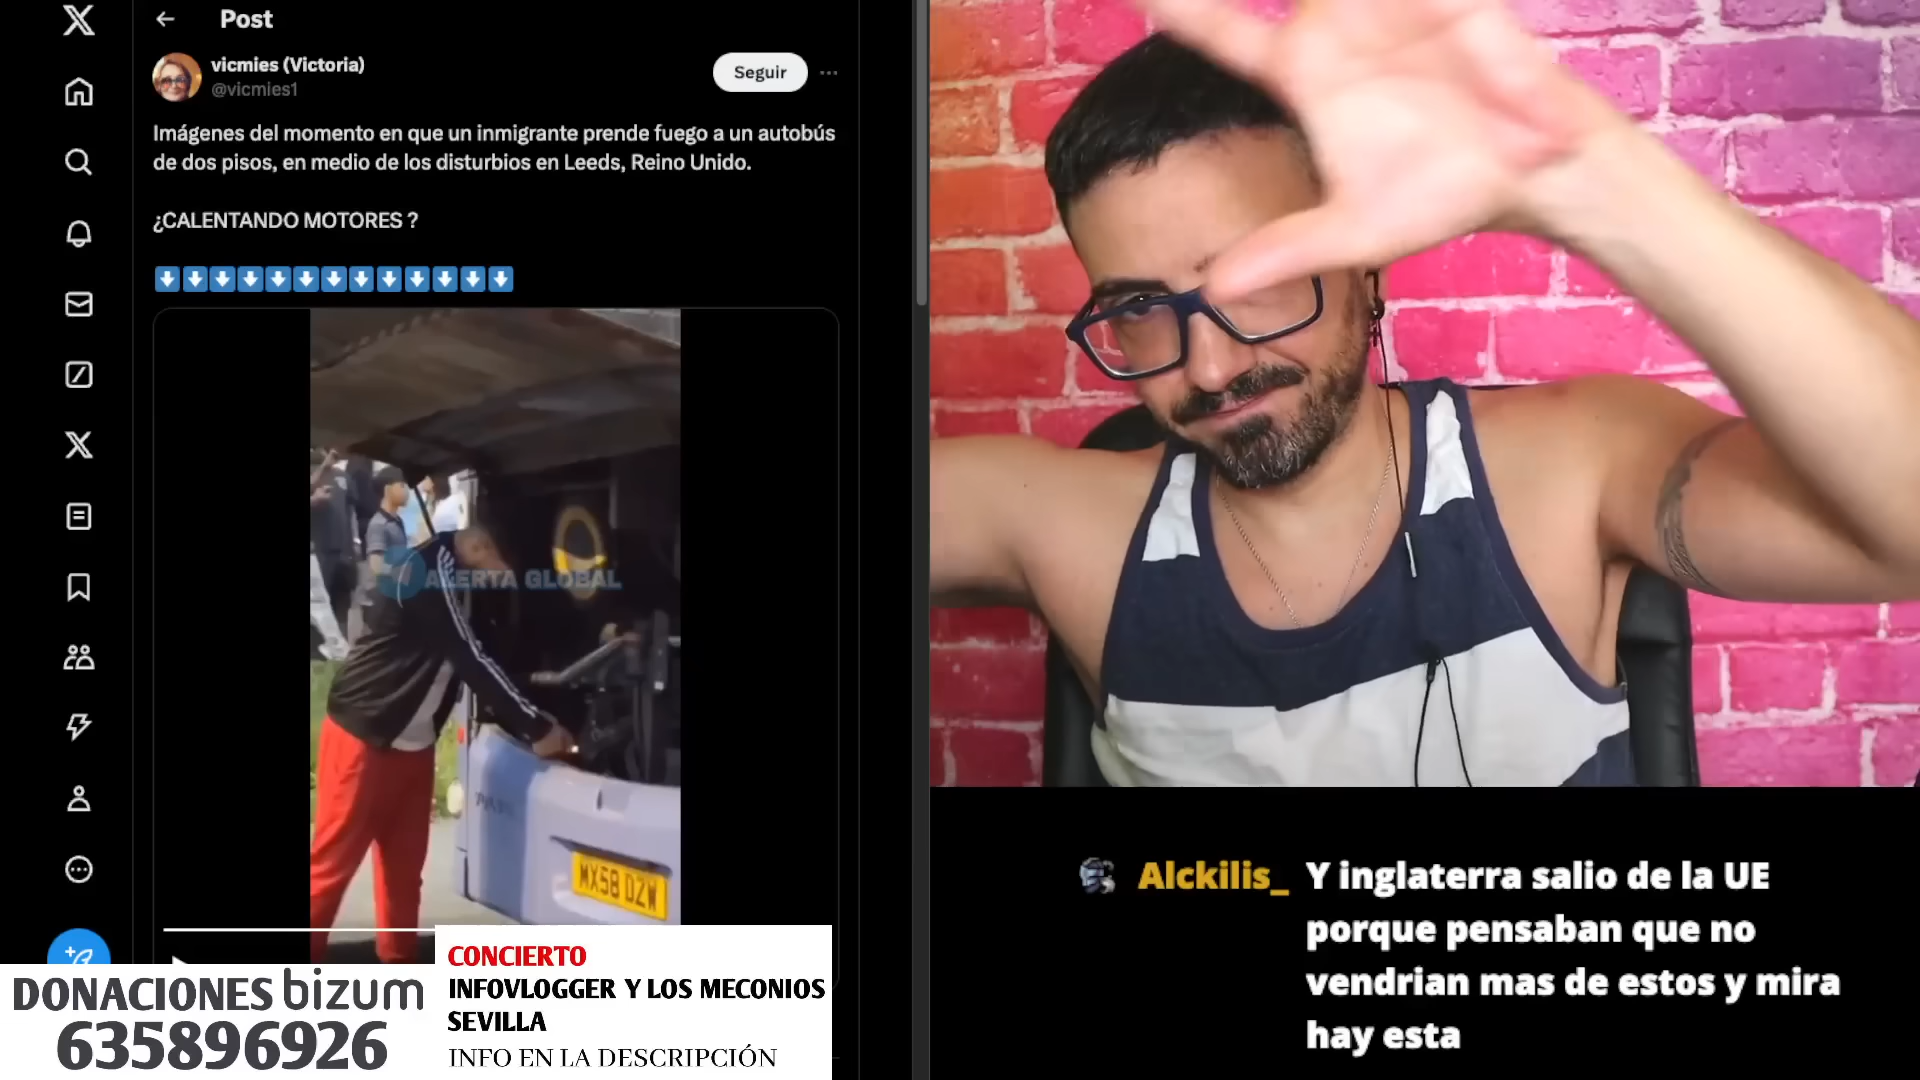 Post
vicmies (Victoria)
@vicmies1
Seguir
Imágenes del momento en que un inmigrante prende fuego a un autobús
de dos pisos, en medio de los disturbios en Leeds, Reino Unido.
¿CALENTANDO MOTORES ?
ALERTA GLOBAL
MX58 DZW
DONACIONES bizum
635896926
CONCIERTO
INFOVLOGGER Y LOS MECONIOS
SEVILLA
INFO EN LA DESCRIPCIÓN
Alckilis_ Y inglaterra salio de la UE
porque pensaban que no
vendrian mas de estos y mira
hay esta